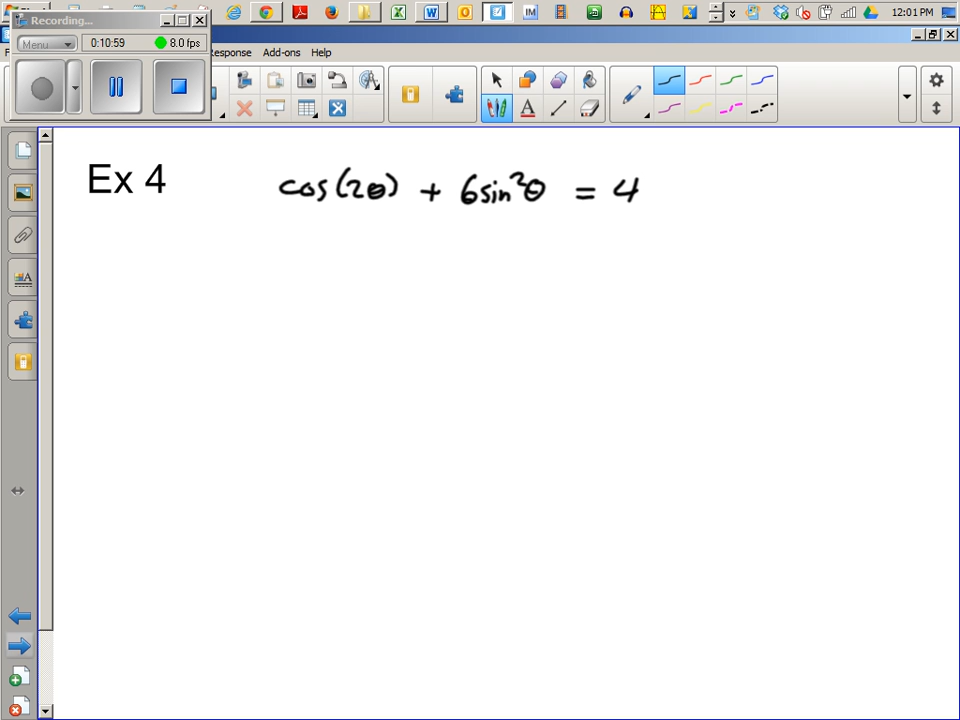 Recording...
12:01 PM
Menu
0:10:59
8.0 fps
Response
Add-ons
Help
Ex 4
cos(2θ) + 6sin²θ = 4